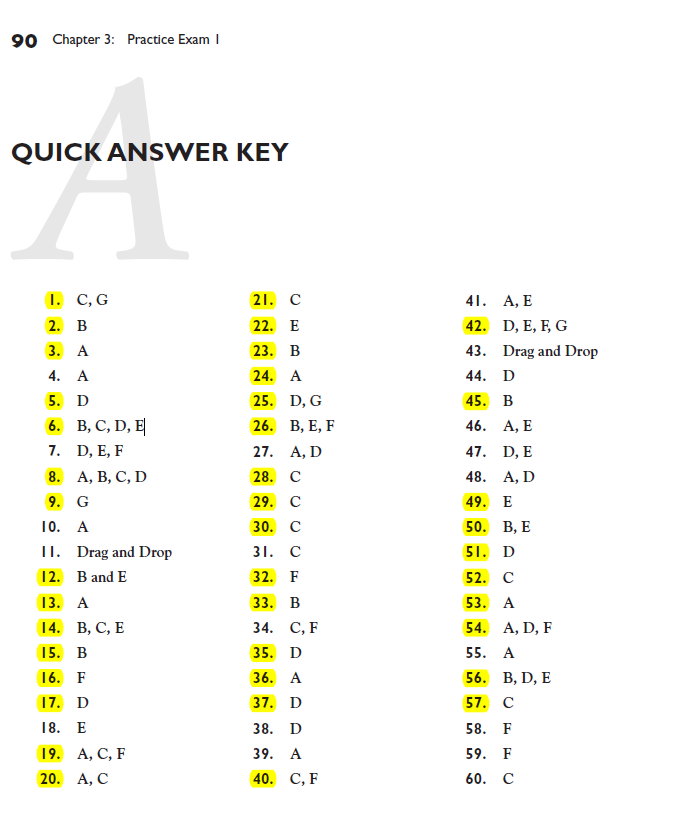 90 Chapter 3: Practice Exam 1
A
QUICK ANSWER KEY
1. C, G
2. B
3. A
4. A
5. D
6. B, C, D, E
7. D, E, F
8. A, B, C, D
9. G
10. A
11. Drag and Drop
12. B and E
13. A
14. B, C, E
15. B
16. F
17. D
18. E
19. A, C, F
20. A, C
21. C
22. E
23. B
24. A
25. D, G
26. B, E, F
27. A, D
28. C
29. C
30. C
31. C
32. F
33. B
34. C, F
35. D
36. A
37. D
38. D
39. A
40. C, F
41. A, E
42. D, E, F, G
43. Drag and Drop
44. D
45. B
46. A, E
47. D, E
48. A, D
49. E
50. B, E
51. D
52. C
53. A
54. A, D, F
55. A
56. B, D, E
57. C
58. F
59. F
60. C